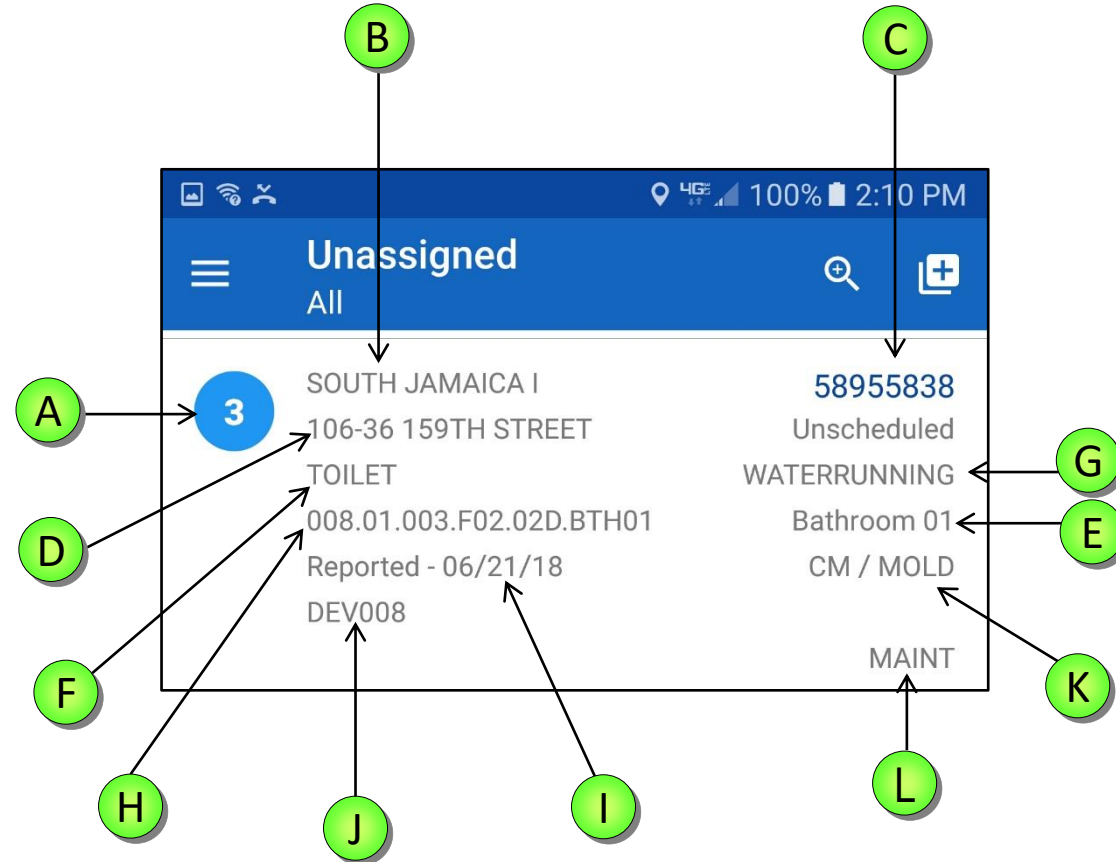 B
C
4G 100% 2:10 PM
Unassigned
All
A
3
SOUTH JAMAICA I
58955838
106-36 159TH STREET
Unscheduled
TOILET
WATERRUNNING
G
008.01.003.F02.02D.BTH01
Bathroom 01
E
D
Reported - 06/21/18
CM / MOLD
DEV008
MAINT
F
K
H
J
I
L